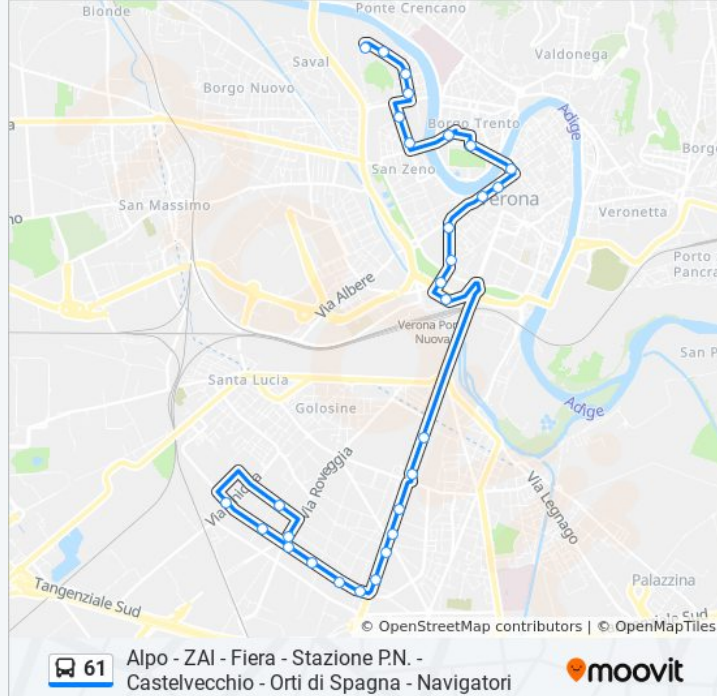 Ponte Crencano
Bionde
Saval
Valdonega
Borgo Nuovo
Adige
Borgo Trento
Borgo
San Zeno
San Massimo
Verona
Veronetta
Via Albere
Porto
Pancra
Verona Por
Nuova
San P
Santa Lucia
Golosine
Adige
Via Roveggia
Via Legnago
Tangenziale Sud
Palazzina
© OpenStreetMap contributors | © OpenMapTiles
61
Alpo - ZAI - Fiera - Stazione P.N. -
Castelvecchio - Orti di Spagna - Navigatori
moovit